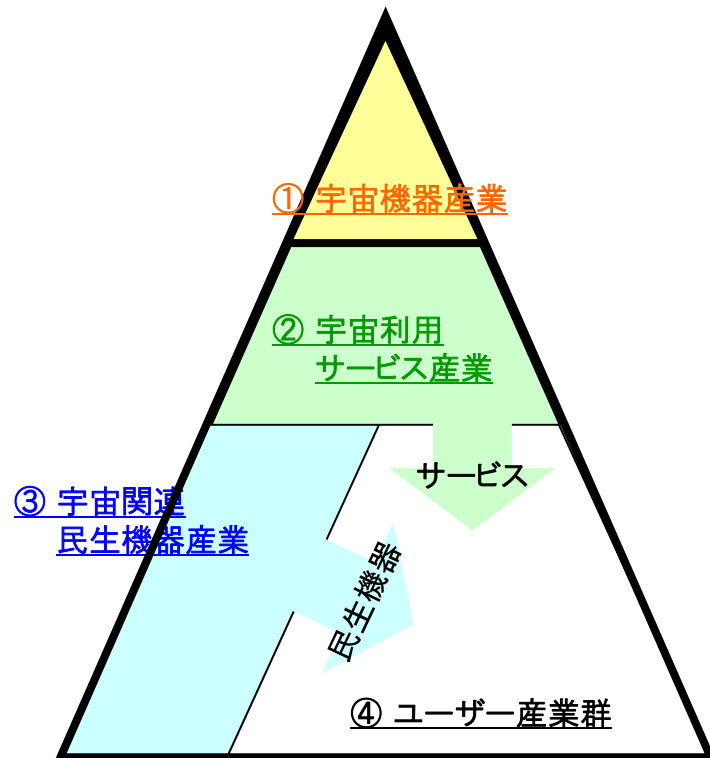 ① 宇宙機器産業
② 宇宙利用
サービス産業
サービス
③ 宇宙関連
民生機器産業
民生機器
④ ユーザー産業群